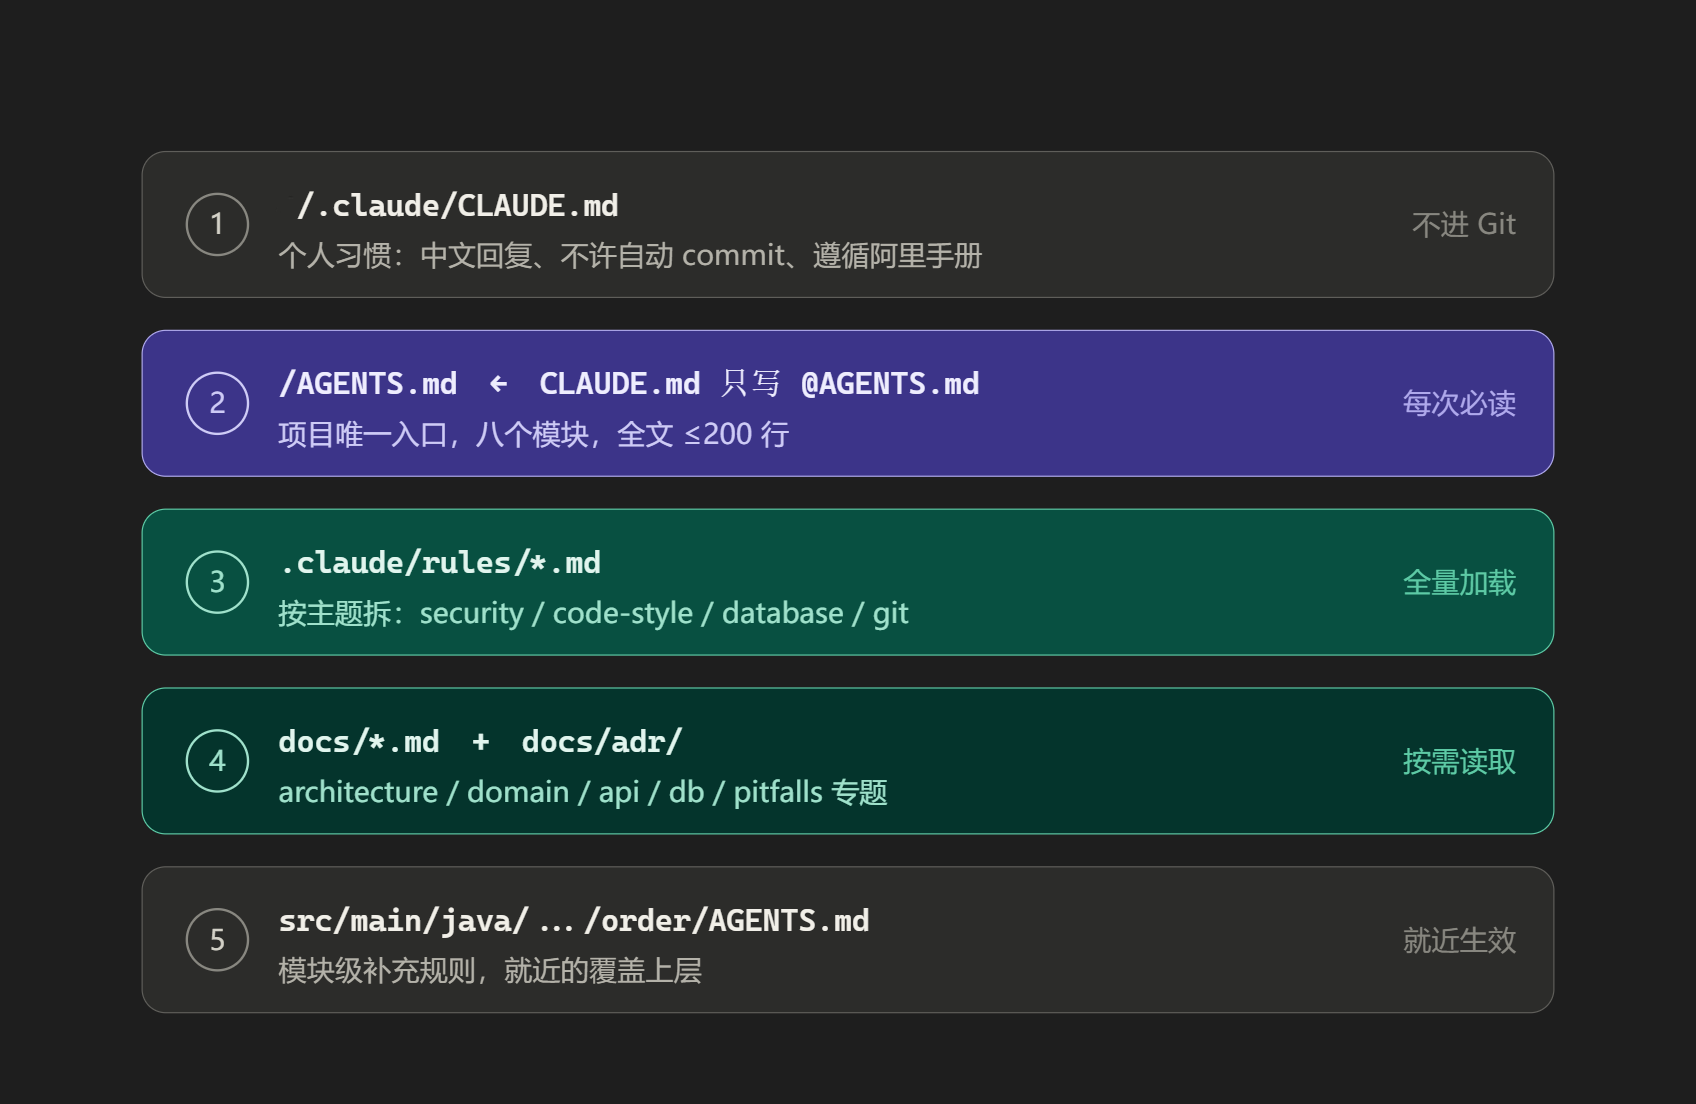 1
/.claude/CLAUDE.md
个人习惯：中文回复、不许自动 commit、遵循阿里手册
不进 Git
2
/AGENTS.md ← CLAUDE.md 只写 @AGENTS.md
项目唯一入口，八个模块，全文 ≤200 行
每次必读
3
.claude/rules/*.md
按主题拆：security / code-style / database / git
全量加载
4
docs/*.md + docs/adr/
architecture / domain / api / db / pitfalls 专题
按需读取
5
src/main/java/…/order/AGENTS.md
模块级补充规则，就近的覆盖上层
就近生效